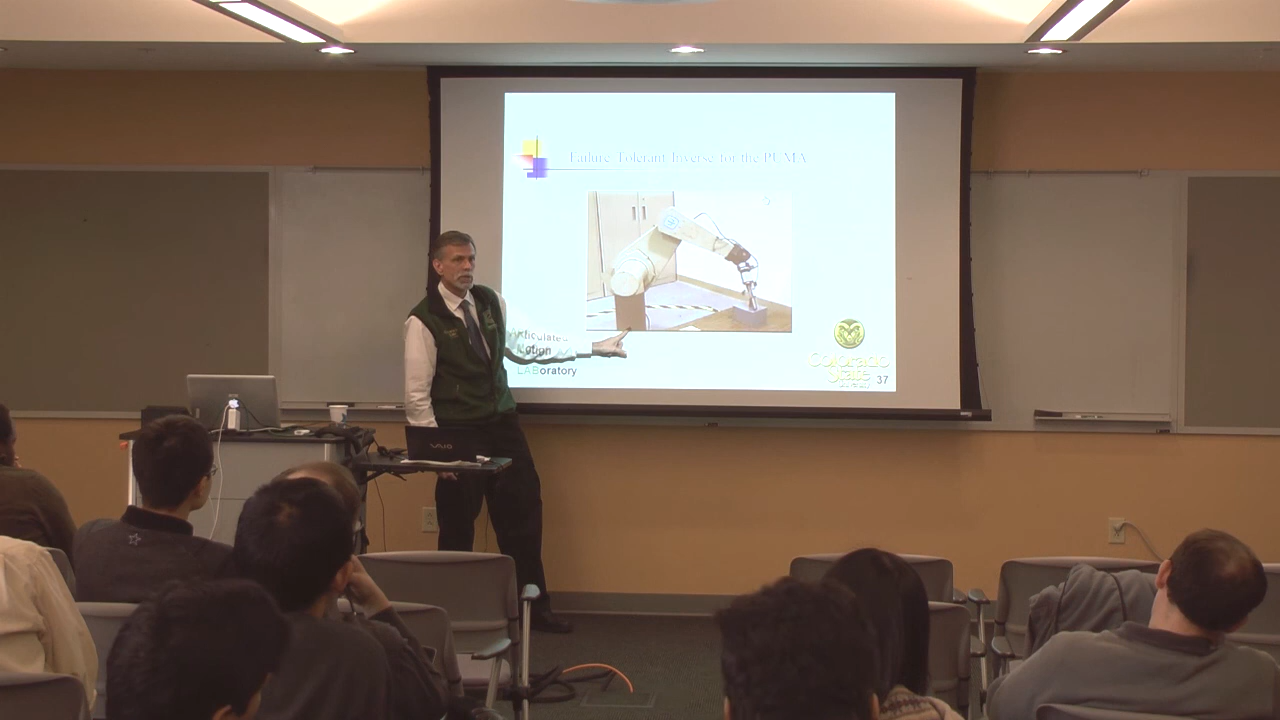 Failure Tolerant Inverse for the PUMA
Articulated
Motion
LABoratory
Colorado
State
37
VAIO